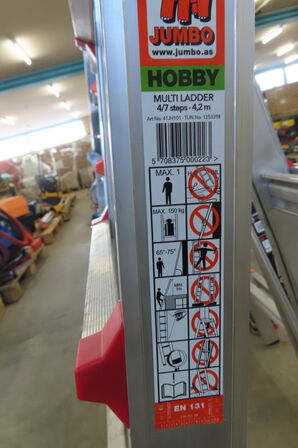 JUMBO
www.jumbo.as
HOBBY
MULTI LADDER
4/7 steps - 4,2 m
5 708375 000223 >
MAX. 1
MAX. 150 kg
65°-75°
MIN.
EN 131